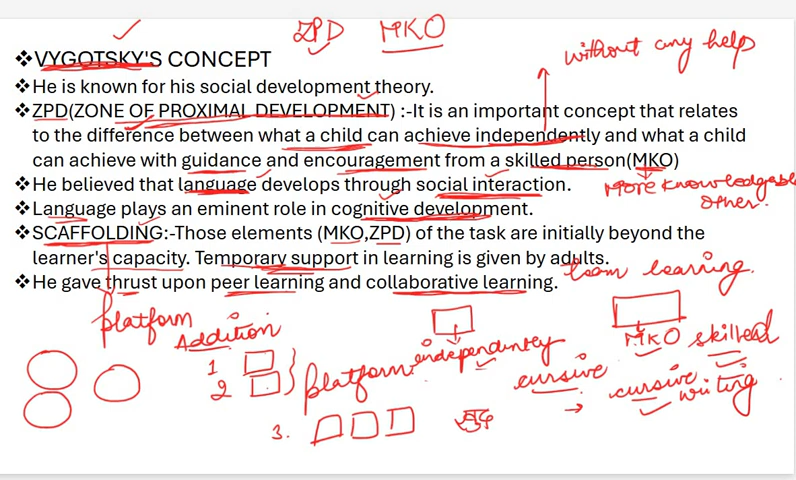 ZPD MKO
without any help
❖VYGOTSKY'S CONCEPT
❖He is known for his social development theory.
❖ZPD(ZONE OF PROXIMAL DEVELOPMENT) :-It is an important concept that relates
to the difference between what a child can achieve independently and what a child
can achieve with guidance and encouragement from a skilled person(MKO)
❖He believed that language develops through social interaction.
More Knowledgeable
other.
❖Language plays an eminent role in cognitive development.
❖SCAFFOLDING:-Those elements (MKO,ZPD) of the task are initially beyond the
learner's capacity. Temporary support in learning is given by adults.
❖He gave thrust upon peer learning and collaborative learning.
team learning.
platform
Addition
independently
MKO skilled
1
2
platform.
cursive
cursive writing
3.